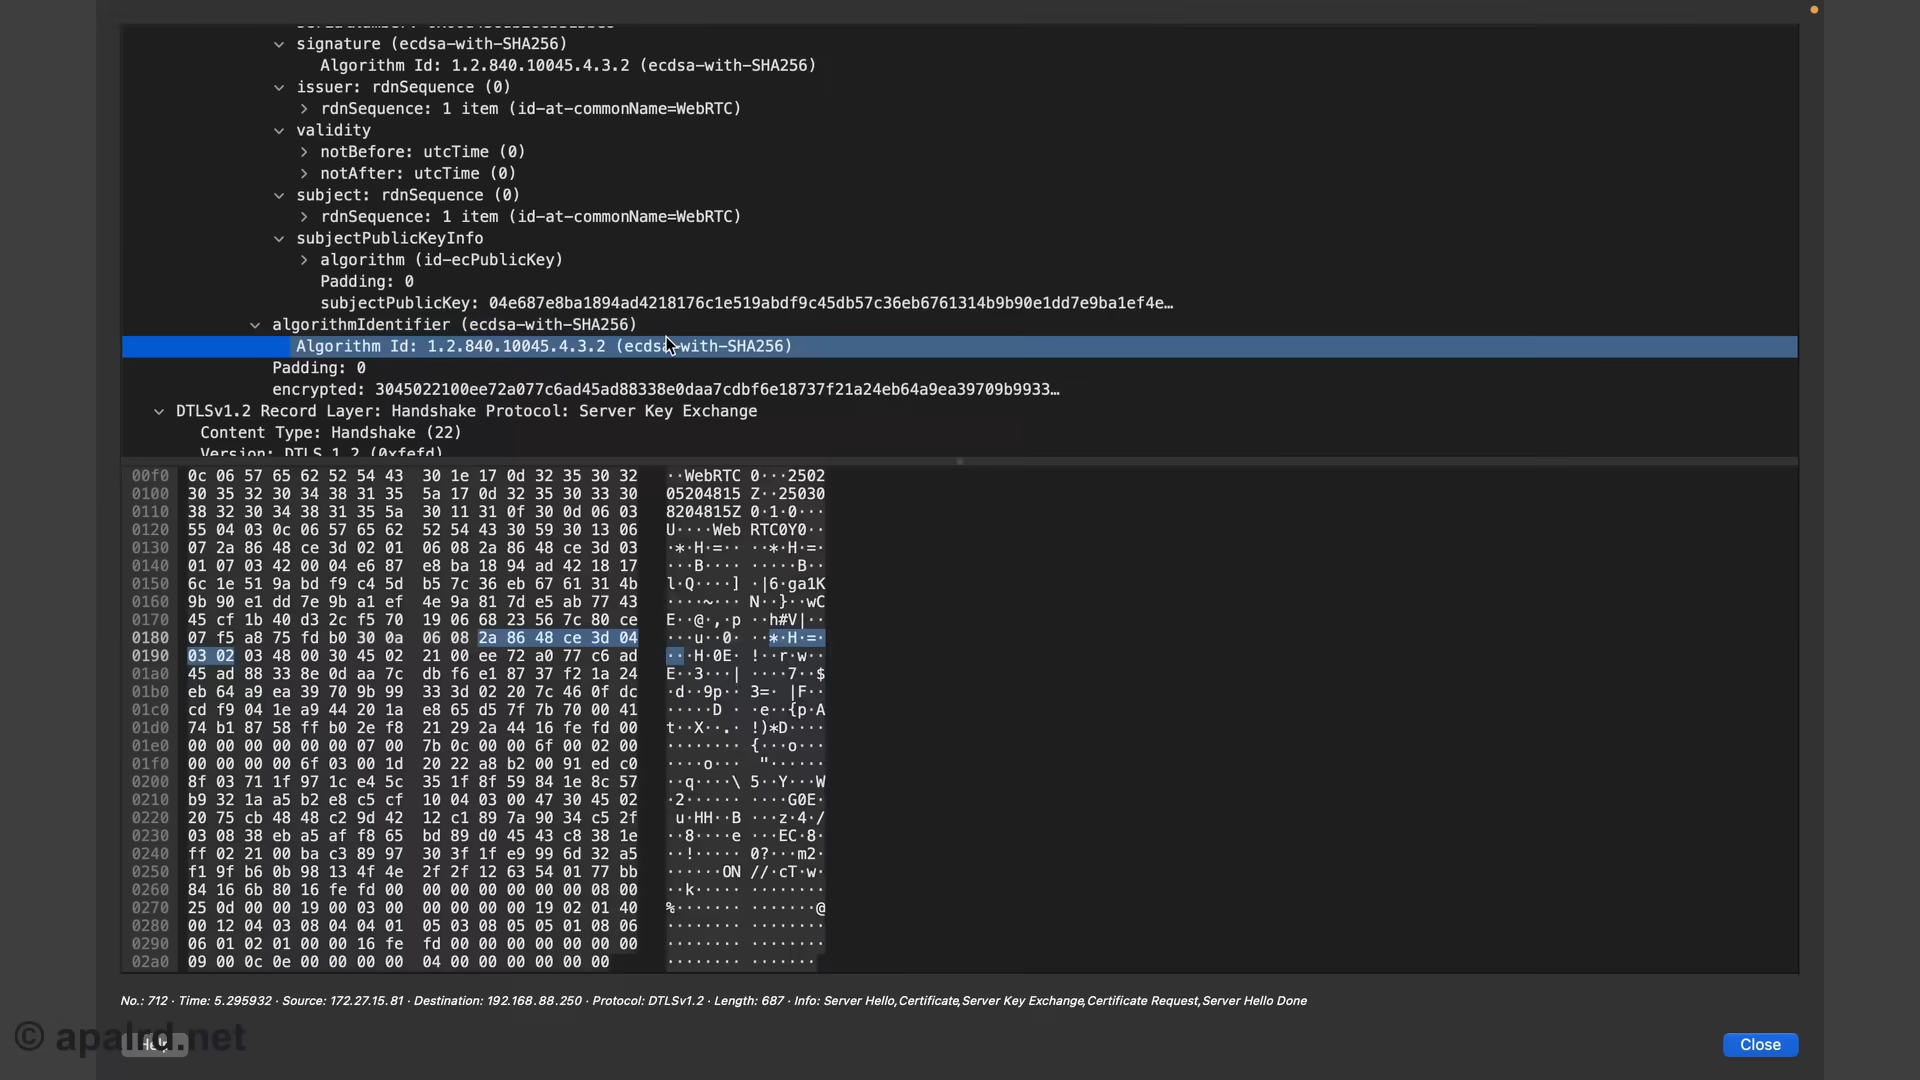 signature (ecdsa-with-SHA256)
Algorithm Id: 1.2.840.10045.4.3.2 (ecdsa-with-SHA256)
issuer: rdnSequence (0)
rdnSequence: 1 item (id-at-commonName=WebRTC)
validity
notBefore: utcTime (0)
notAfter: utcTime (0)
subject: rdnSequence (0)
rdnSequence: 1 item (id-at-commonName=WebRTC)
subjectPublicKeyInfo
algorithm (id-ecPublicKey)
Padding: 0
subjectPublicKey: 04e687e8ba1894ad4218176c1e519abdf9c45db57c36eb6761314b9b90e1dd7e9ba1ef4e…
algorithmIdentifier (ecdsa-with-SHA256)
Algorithm Id: 1.2.840.10045.4.3.2 (ecdsa-with-SHA256)
Padding: 0
encrypted: 3045022100ee72a077c6ad45ad88338e0daa7cdbf6e18737f21a24eb64a9ea39709b9933…
DTLSv1.2 Record Layer: Handshake Protocol: Server Key Exchange
Content Type: Handshake (22)
Version: DTLS 1.2 (0xfefd)
00f0 0c 06 57 65 62 52 54 43 30 1e 17 0d 32 35 30 32 ··WebRTC 0···2502
0100 30 35 32 30 34 38 31 35 5a 17 0d 32 35 30 33 30 05204815 Z··25030
0110 38 32 30 34 38 31 35 5a 30 11 31 0f 30 0d 06 03 8204815Z 0·1·0···
0120 55 04 03 0c 06 57 65 62 52 54 43 30 59 30 13 06 U····Web RTC0Y0··
0130 07 2a 86 48 ce 3d 02 01 06 08 2a 86 48 ce 3d 03 ·*·H·=·· ··*·H·=·
0140 01 07 03 42 00 04 e6 87 e8 ba 18 94 ad 42 18 17 ···B···· ·····B··
0150 6c 1e 51 9a bd f9 c4 5d b5 7c 36 eb 67 61 31 4b l·Q····] ·|6·ga1K
0160 9b 90 e1 dd 7e 9b a1 ef 4e 9a 81 7d e5 ab 77 43 ····~··· N··}··wC
0170 45 cf 1b 40 d3 2c f5 70 19 06 68 23 56 7c 80 ce E··@·,·p ··h#V|··
0180 07 f5 a8 75 fd b0 30 0a 06 08 2a 86 48 ce 3d 04 ···u··0· ··*·H·=·
0190 03 02 03 48 00 30 45 02 21 00 ee 72 a0 77 c6 ad ···H·0E· !··r·w··
01a0 45 ad 88 33 8e 0d aa 7c db f6 e1 87 37 f2 1a 24 E··3···| ····7··$
01b0 eb 64 a9 ea 39 70 9b 99 33 3d 02 20 7c 46 0f dc ·d··9p·· 3=· |F··
01c0 cd f9 04 1e a9 44 20 1a e8 65 d5 7f 7b 70 00 41 ·····D · ·e··{p·A
01d0 74 b1 87 58 ff b0 2e f8 21 29 2a 44 16 fe fd 00 t··X··.· !)*D····
01e0 00 00 00 00 00 00 07 00 7b 0c 00 00 6f 00 02 00 ········ {···o···
01f0 00 00 00 00 6f 03 00 1d 20 22 a8 b2 00 91 ed c0 ····o··· "······
0200 8f 03 71 1f 97 1c e4 5c 35 1f 8f 59 84 1e 8c 57 ··q····\ 5··Y···W
0210 b9 32 1a a5 b2 e8 c5 cf 10 04 03 00 47 30 45 02 ·2······ ····G0E·
0220 20 75 cb 48 48 c2 9d 42 12 c1 89 7a 90 34 c5 2f u·HH··B ···z·4·/
0230 03 08 38 eb a5 af f8 65 bd 89 d0 45 43 c8 38 1e ··8····e ···EC·8·
0240 ff 02 21 00 ba c3 89 97 30 3f 1f e9 99 6d 32 a5 ··!····· 0?···m2·
0250 f1 9f b6 0b 98 13 4f 4e 2f 2f 12 63 54 01 77 bb ······ON //·cT·w·
0260 84 16 6b 80 16 fe fd 00 00 00 00 00 00 00 08 00 ··k····· ········
0270 25 0d 00 00 19 00 03 00 00 00 00 00 19 02 01 40 %······· ·······@
0280 00 12 04 03 08 04 04 01 05 03 08 05 05 01 08 06 ········ ········
0290 06 01 02 01 00 00 16 fe fd 00 00 00 00 00 00 00 ········ ········
02a0 09 00 0c 0e 00 00 00 00 04 00 00 00 00 00 00 ········ ·······
No.: 712 · Time: 5.295932 · Source: 172.27.15.81 · Destination: 192.168.88.250 · Protocol: DTLSv1.2 · Length: 687 · Info: Server Hello, Certificate, Server Key Exchange, Certificate Request, Server Hello Done
© apalrd.net
Help
Close